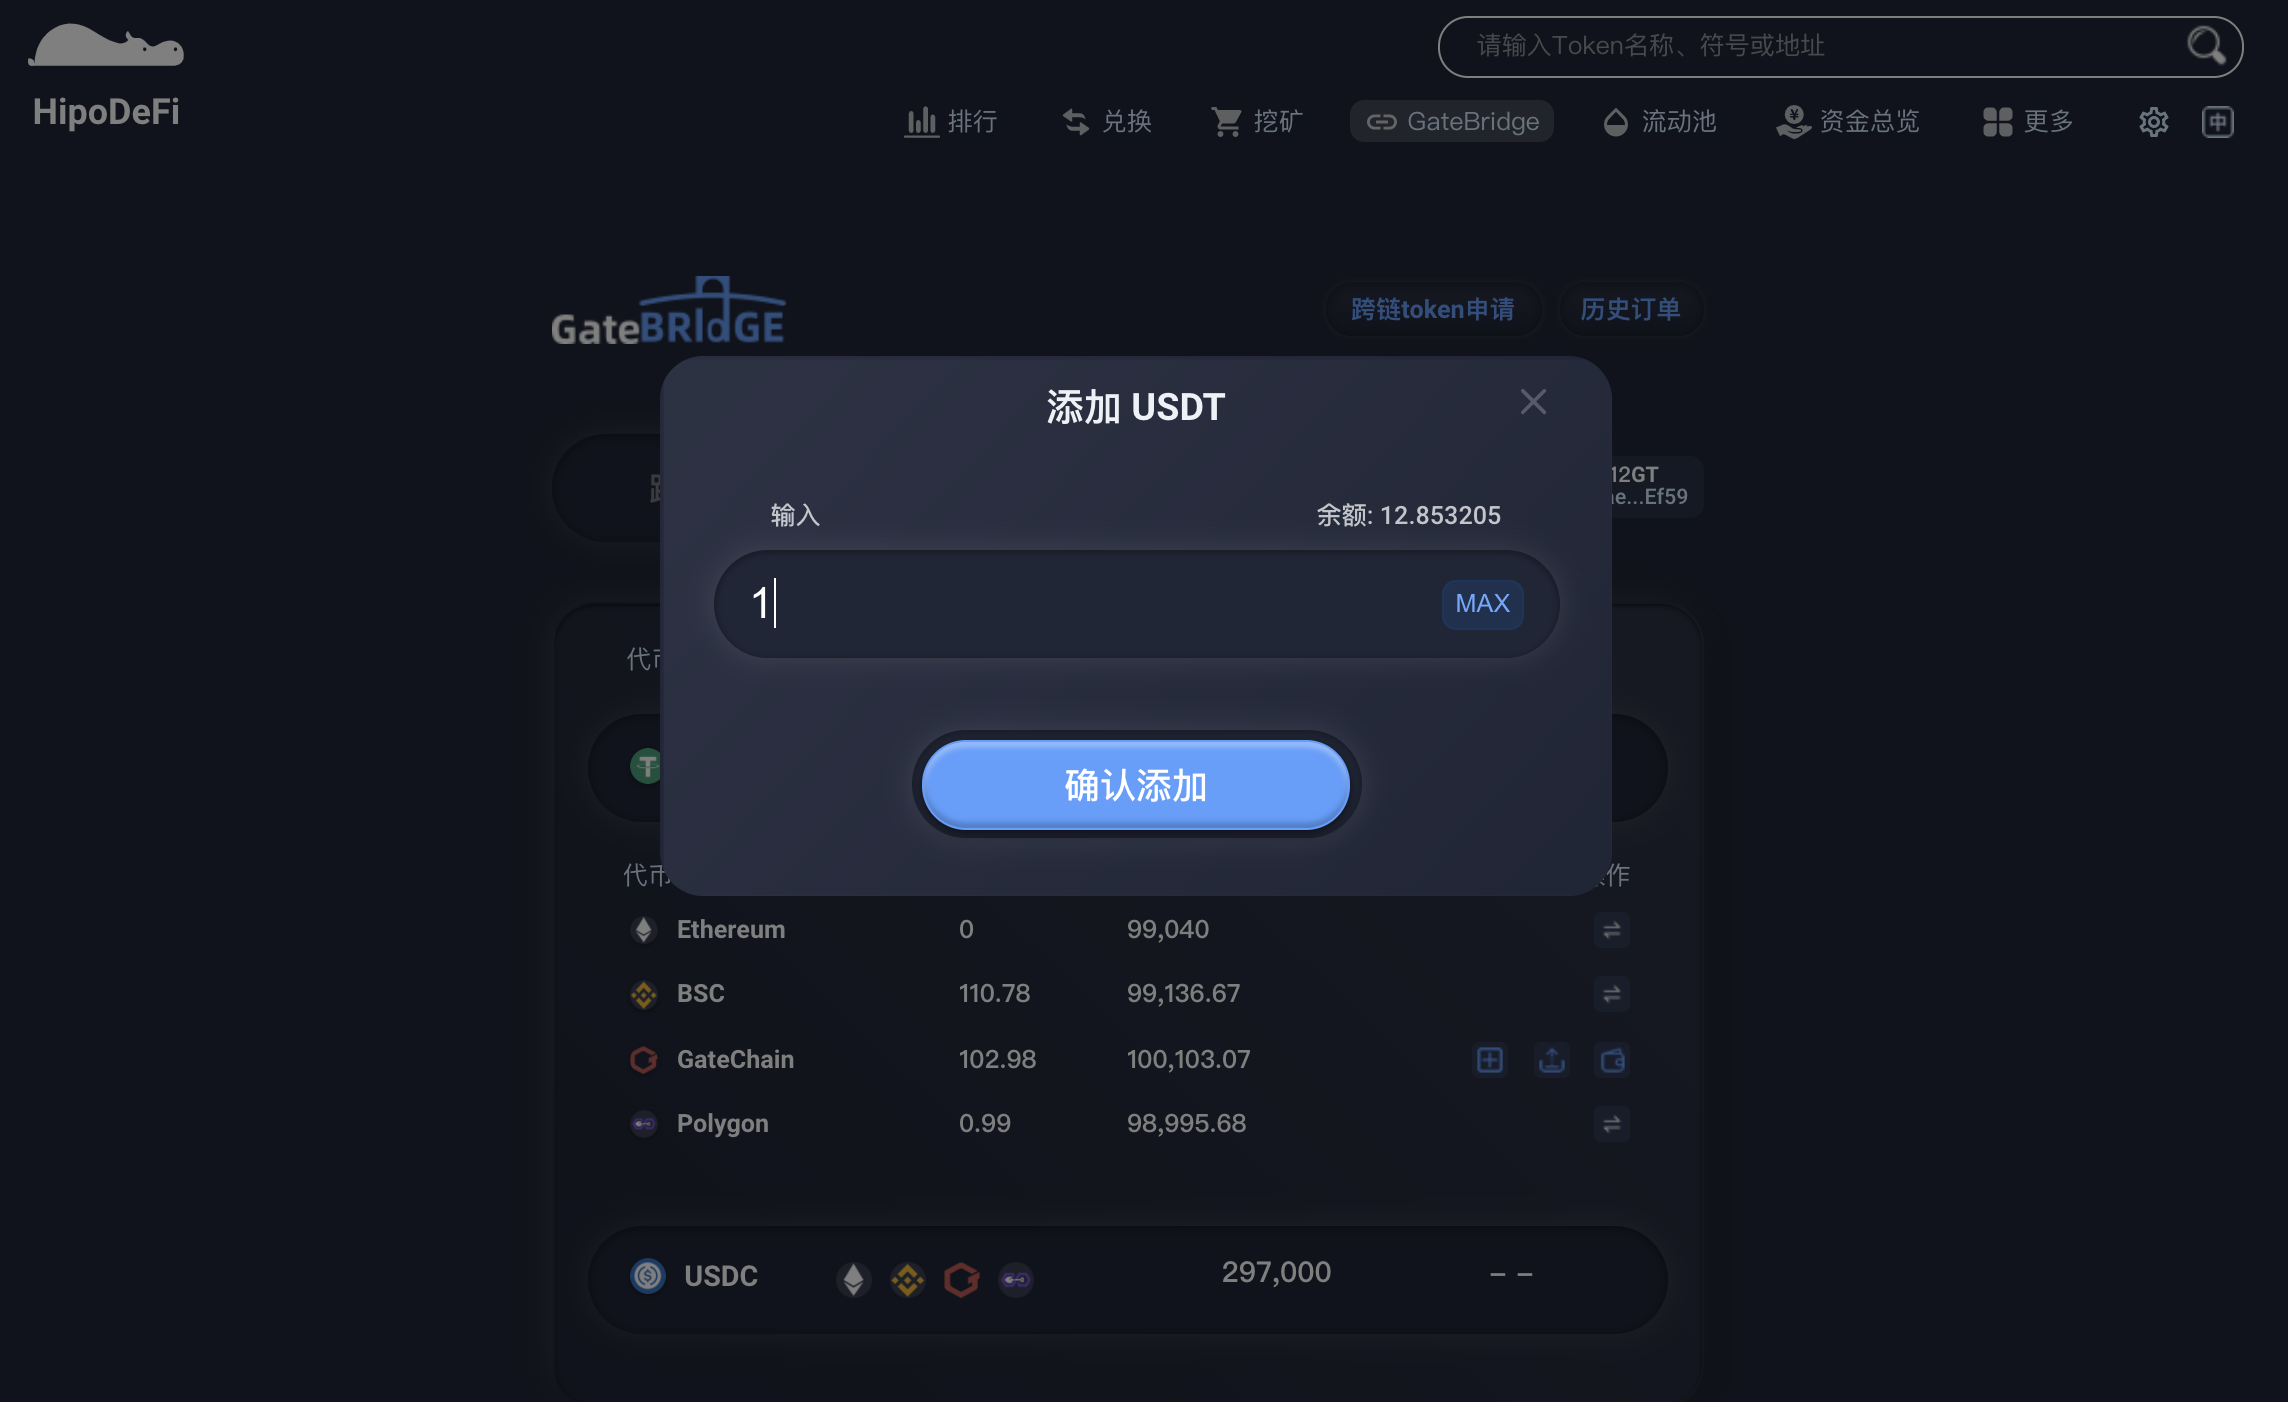 请输入Token名称、符号或地址
HipoDeFi
排行 兑换 挖矿 GateBridge 流动池 资金总览 更多 中
GateBRIdGE
跨链token申请 历史订单
添加 USDT
12GT
...Ef59
输入 余额: 12.853205
1 MAX
代币
确认添加
代币 作
Ethereum 0 99,040
BSC 110.78 99,136.67
GateChain 102.98 100,103.07
Polygon 0.99 98,995.68
USDC 297,000 – –